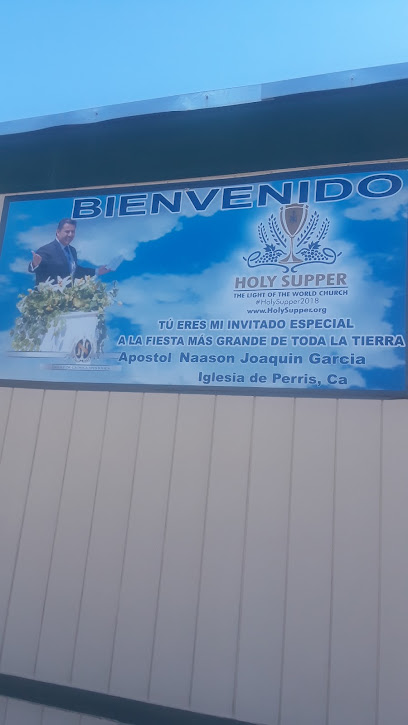 BIENVENIDO
HOLY SUPPER
THE LIGHT OF THE WORLD CHURCH
#HolySupper2018
www.HolySupper.org
TÚ ERES MI INVITADO ESPECIAL
A LA FIESTA MÁS GRANDE DE TODA LA TIERRA
Apostol Naason Joaquin Garcia
Iglesia de Perris, Ca